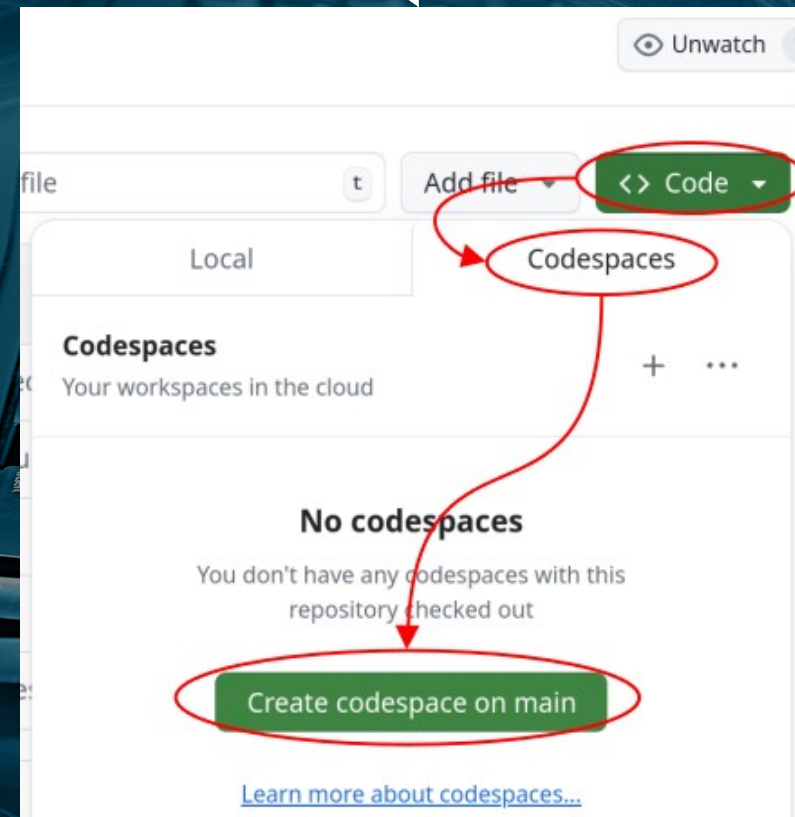 Unwatch
file
t
Add file
<> Code
Local
Codespaces
Codespaces
Your workspaces in the cloud
No codespaces
You don't have any codespaces with this
repository checked out
Create codespace on main
Learn more about codespaces...